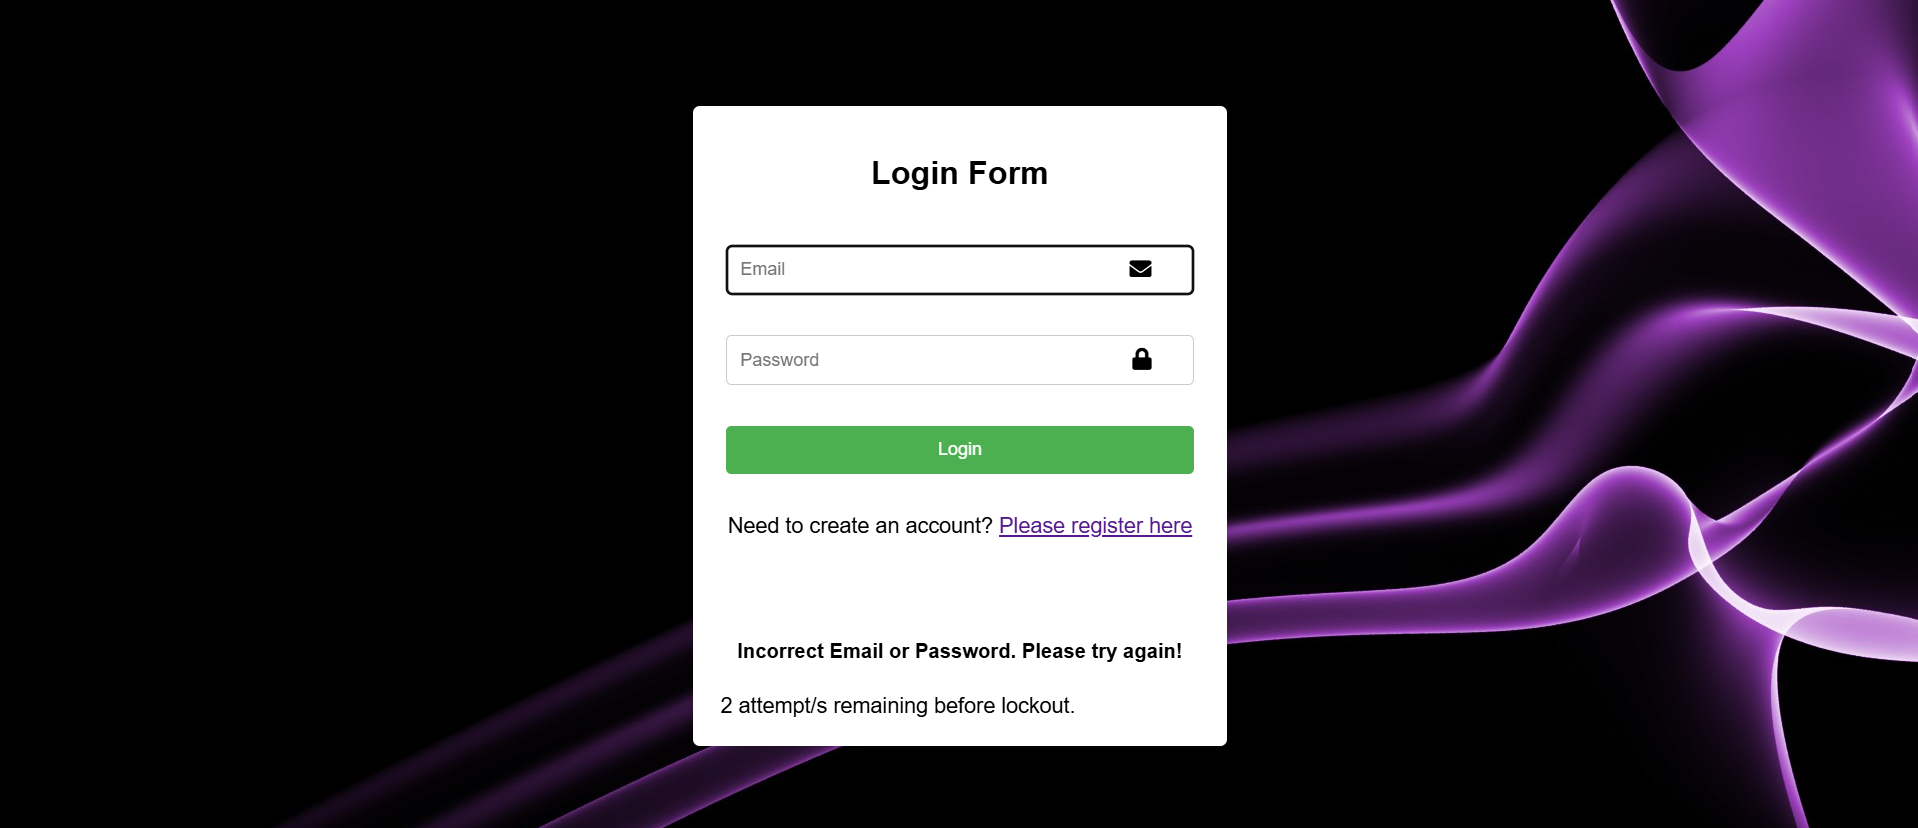 Login Form
Email
Password
Login
Need to create an account? Please register here
Incorrect Email or Password. Please try again!
2 attempt/s remaining before lockout.